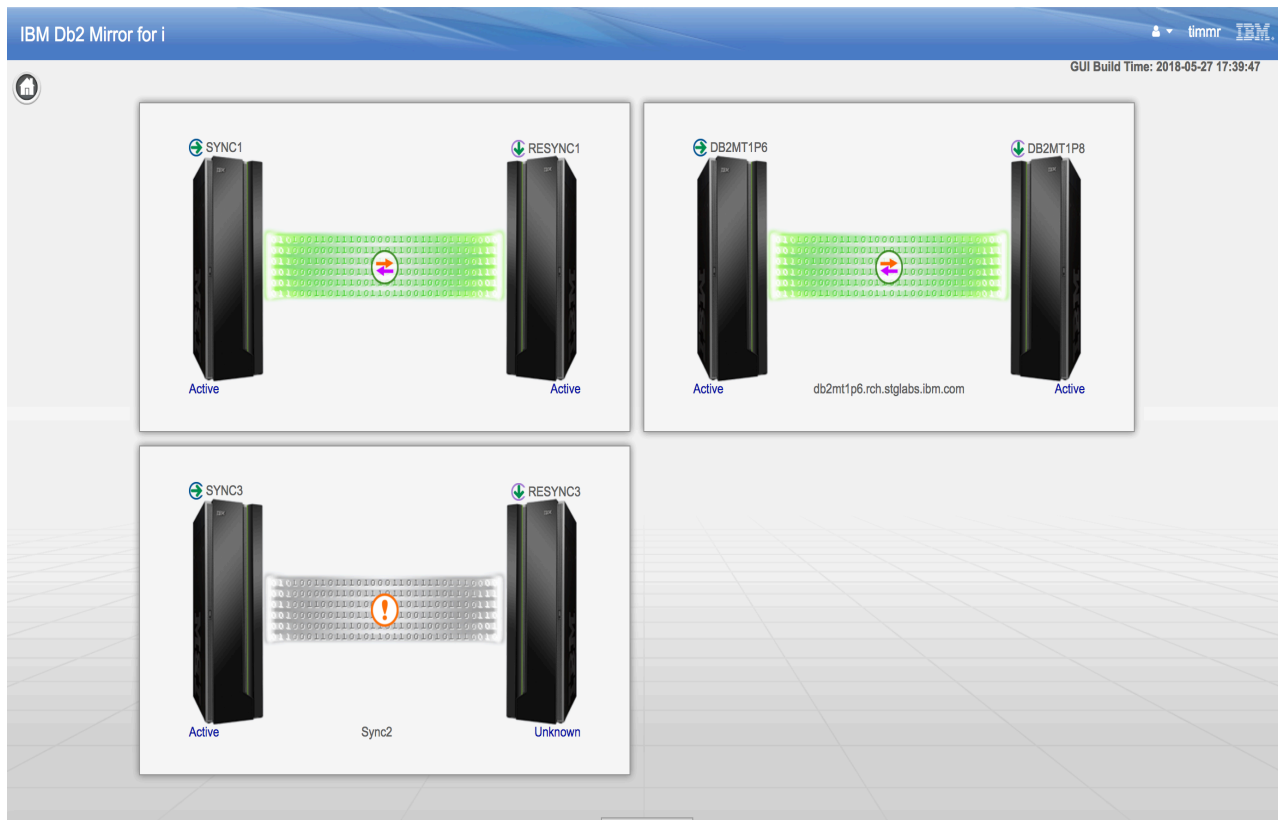 IBM Db2 Mirror for i
timmr IBM.
GUI Build Time: 2018-05-27 17:39:47
SYNC1 RESYNC1
Active Active
DB2MT1P6 DB2MT1P8
Active db2mt1p6.rch.stglabs.ibm.com Active
SYNC3 RESYNC3
Active Sync2 Unknown